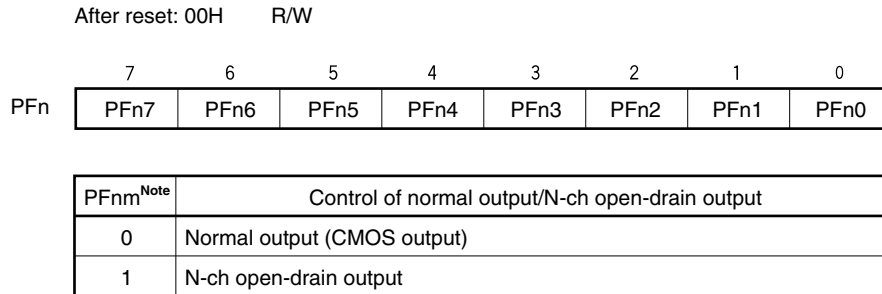 After reset: 00H R/W
7 6 5 4 3 2 1 0
PFn PFn7 PFn6 PFn5 PFn4 PFn3 PFn2 PFn1 PFn0
PFnmNote Control of normal output/N-ch open-drain output
0 Normal output (CMOS output)
1 N-ch open-drain output